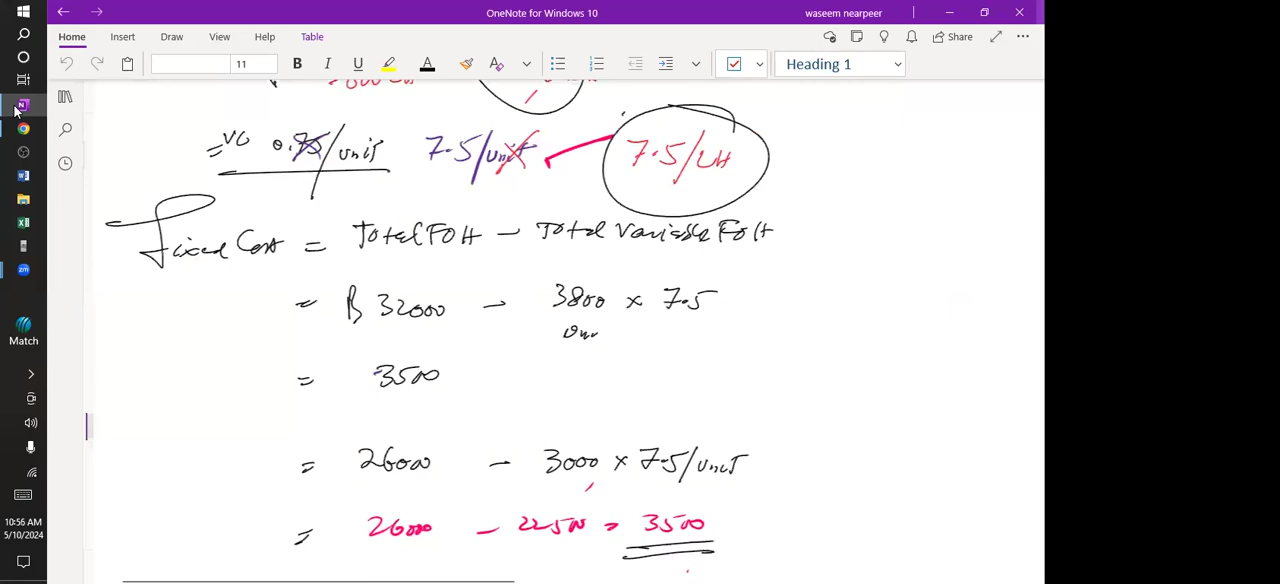 OneNote for Windows 10
waseem nearpeer
Home Insert Draw View Help Table
Share
11 B I U A Heading 1
= VC 0.75/unit 7.5/unit 7.5/LH
Fixed Cost = Total FOH - Total Variable FOH
= 32000 - 3800 x 7.5
= 3500
= 26000 - 3000 x 7.5/unit
= 26000 - 22500 = 3500
Match
10:56 AM
5/10/2024